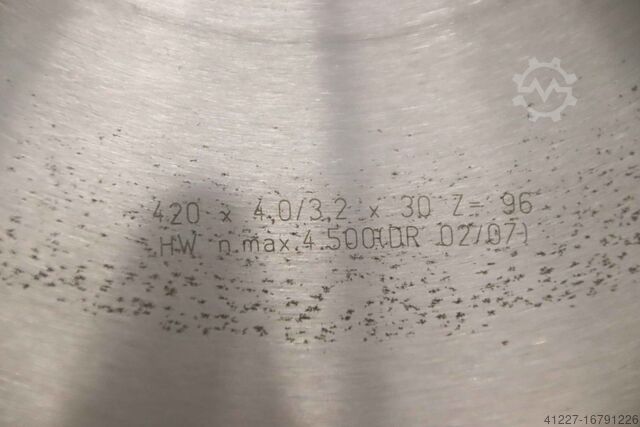 420 x 4,0/3,2 x 30 Z= 96
HW n.max.4.500(DR 02/07)
41227-16791226